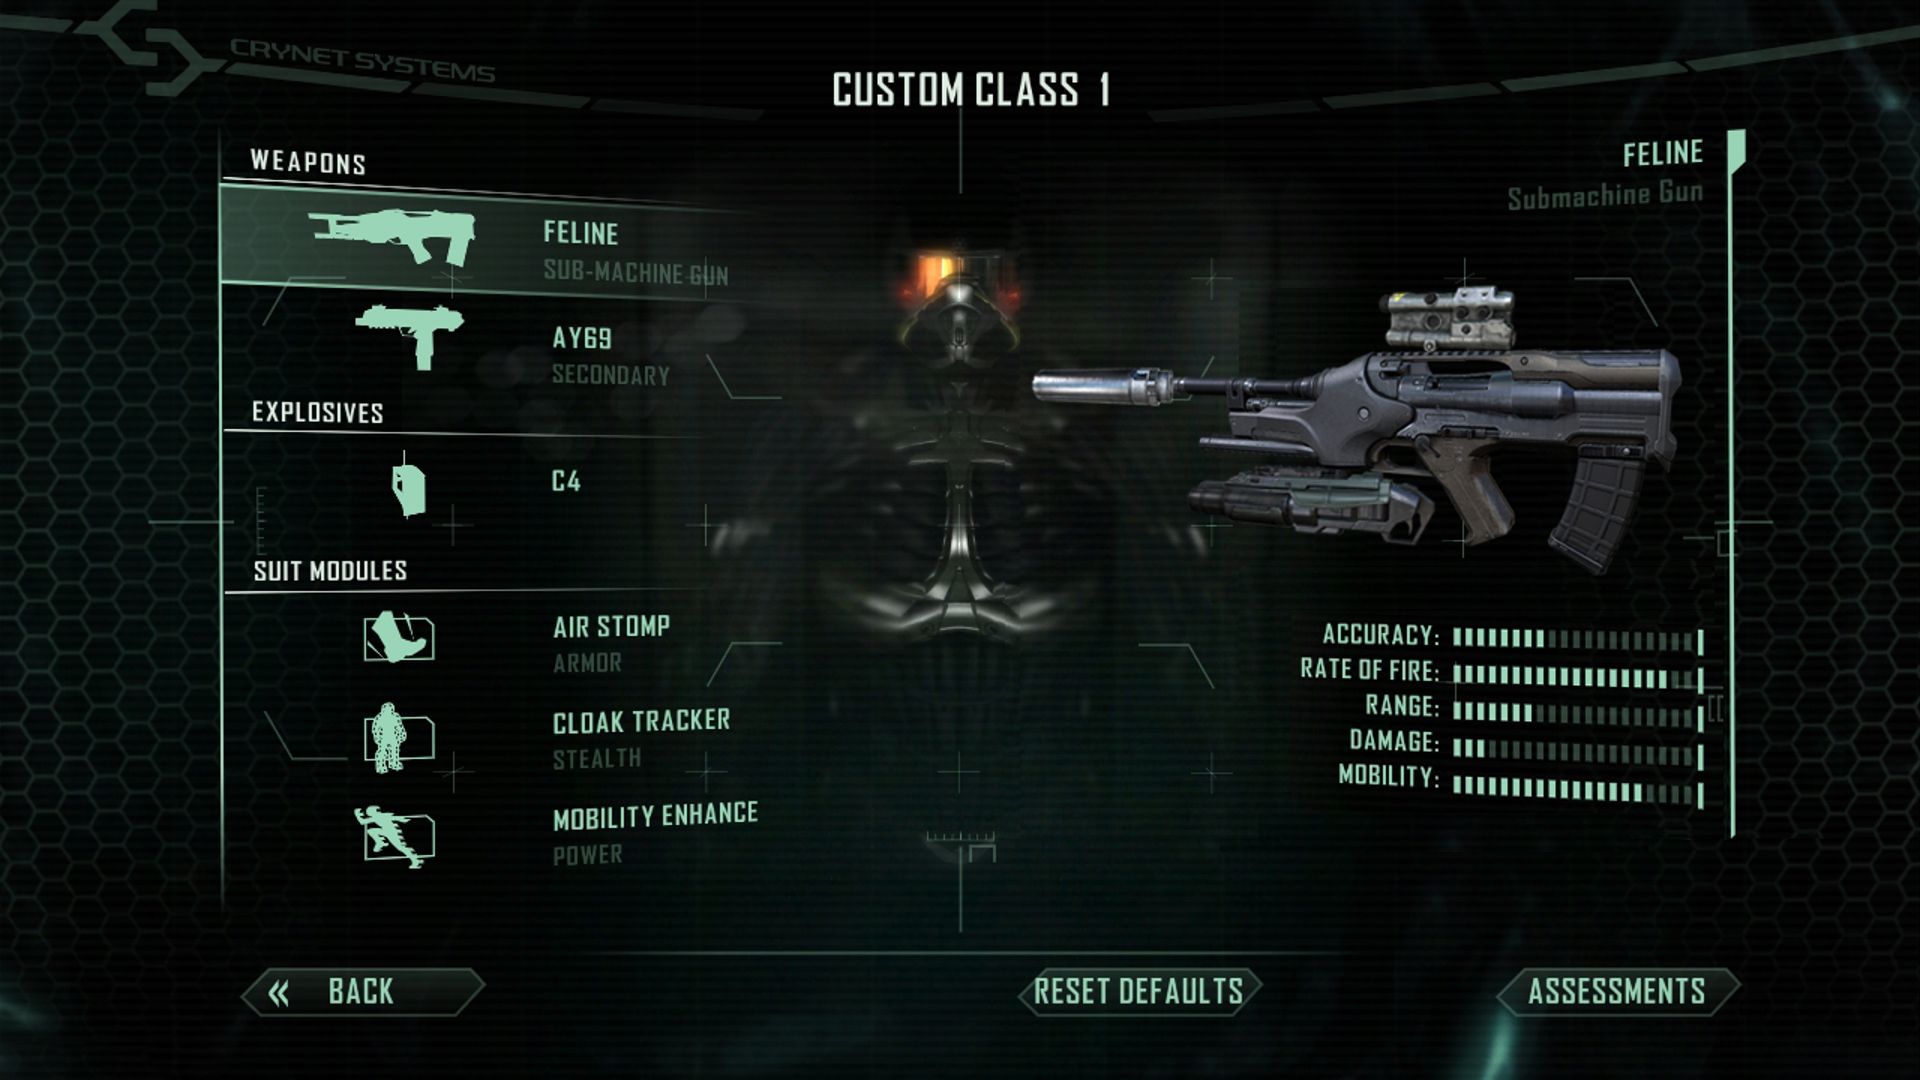 CRYNET SYSTEMS
CUSTOM CLASS 1
WEAPONS
FELINE
SUB-MACHINE GUN
AY69
SECONDARY
EXPLOSIVES
C4
SUIT MODULES
AIR STOMP
ARMOR
CLOAK TRACKER
STEALTH
MOBILITY ENHANCE
POWER
FELINE
Submachine Gun
ACCURACY:
RATE OF FIRE:
RANGE:
DAMAGE:
MOBILITY:
BACK
RESET DEFAULTS
ASSESSMENTS